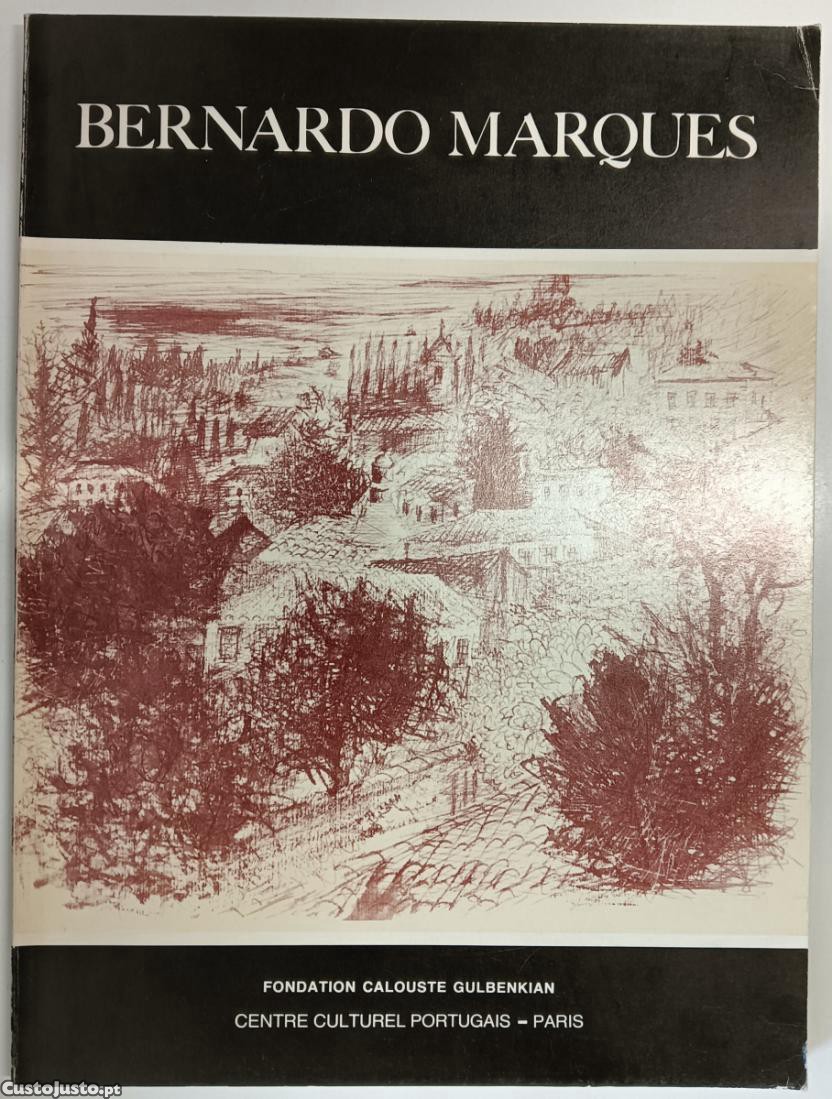 BERNARDO MARQUES
FONDATION CALOUSTE GULBENKIAN
CENTRE CULTUREL PORTUGAIS – PARIS
CustoJusto.pt